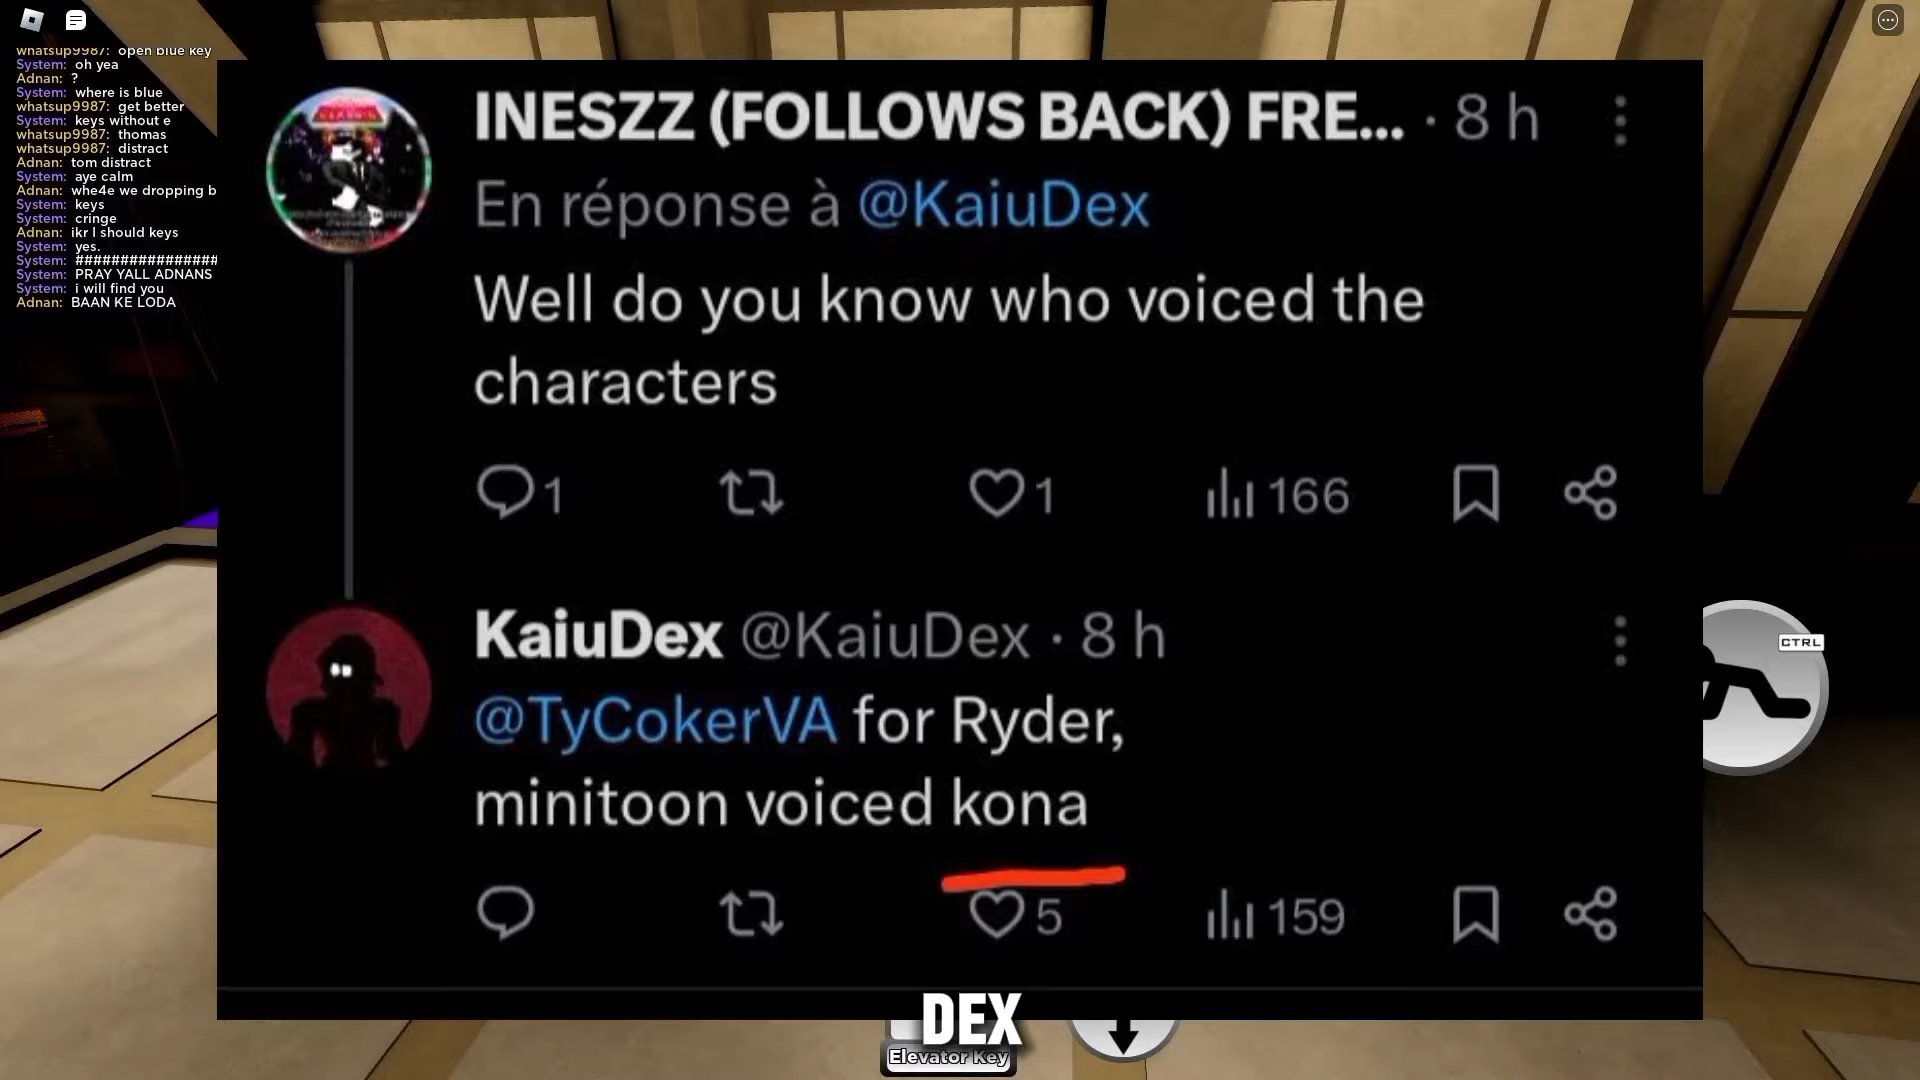 whatsup9987: open blue key
System: oh yea
Adnan: ?
System: where is blue
whatsup9987: get better
System: keys without e
whatsup9987: thomas
whatsup9987: distract
Adnan: tom distract
System: aye calm
Adnan: whe4e we dropping b
System: keys
System: cringe
Adnan: ikr I should keys
System: yes.
System: ################
System: PRAY YALL ADNANS
System: i will find you
Adnan: BAAN KE LODA
INESZZ (FOLLOWS BACK) FRE... · 8 h
En réponse à @KaiuDex
Well do you know who voiced the
characters
1 1 166
KaiuDex @KaiuDex · 8 h
@TyCokerVA for Ryder,
minitoon voiced kona
5 159
CTRL
DEX
Elevator Key